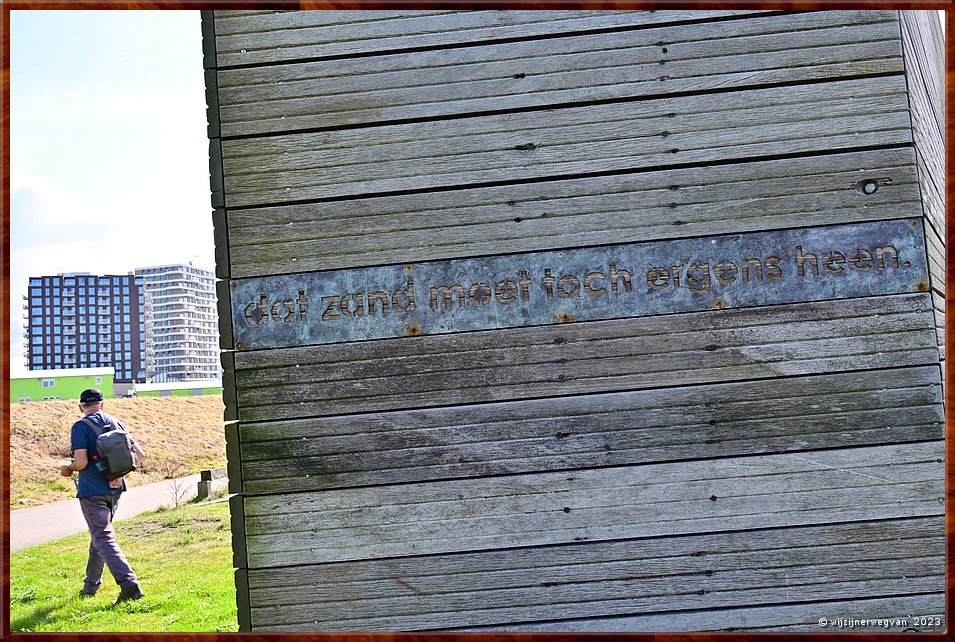 dat zand moet toch ergens heen.
© wijzijnerwegvan 2023